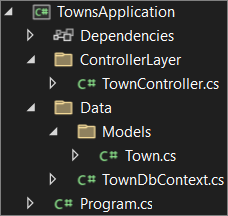 TownsApplication
Dependencies
ControllerLayer
C# TownController.cs
Data
Models
C# Town.cs
C# TownDbContext.cs
C# Program.cs